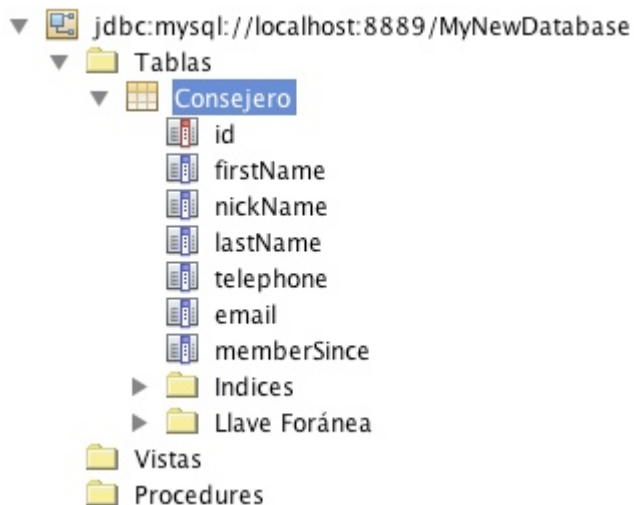 jdbc:mysql://localhost:8889/MyNewDatabase
Tablas
Consejero
id
firstName
nickName
lastName
telephone
email
memberSince
Indices
Llave Foránea
Vistas
Procedures